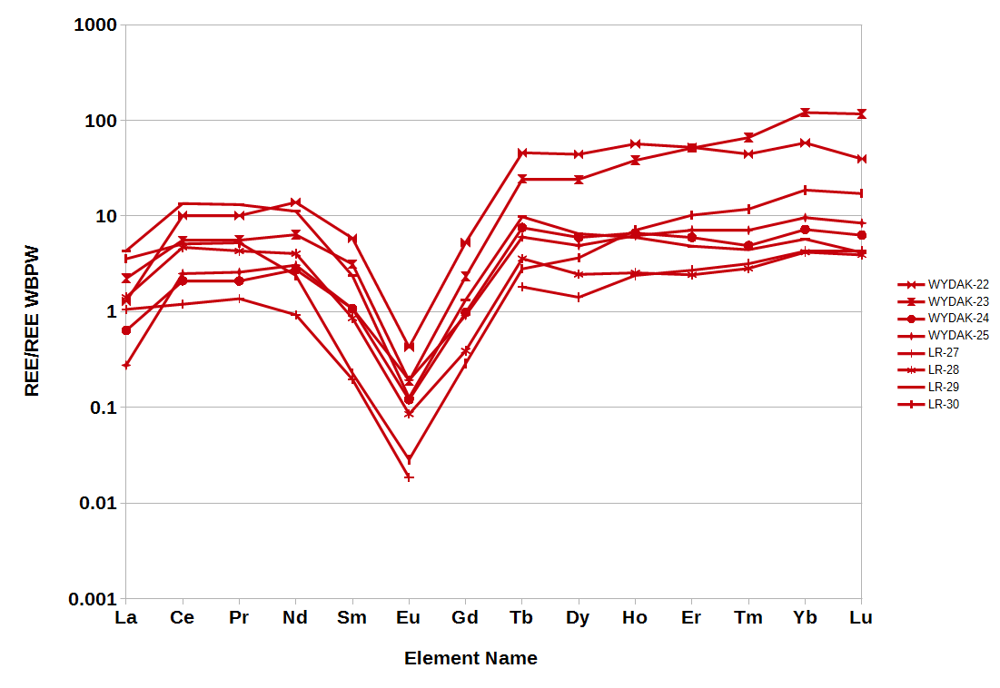 1000
100
10
1
0.1
0.01
0.001
REE/REE WBPW
La Ce Pr Nd Sm Eu Gd Tb Dy Ho Er Tm Yb Lu
Element Name
WYDAK-22
WYDAK-23
WYDAK-24
WYDAK-25
LR-27
LR-28
LR-29
LR-30